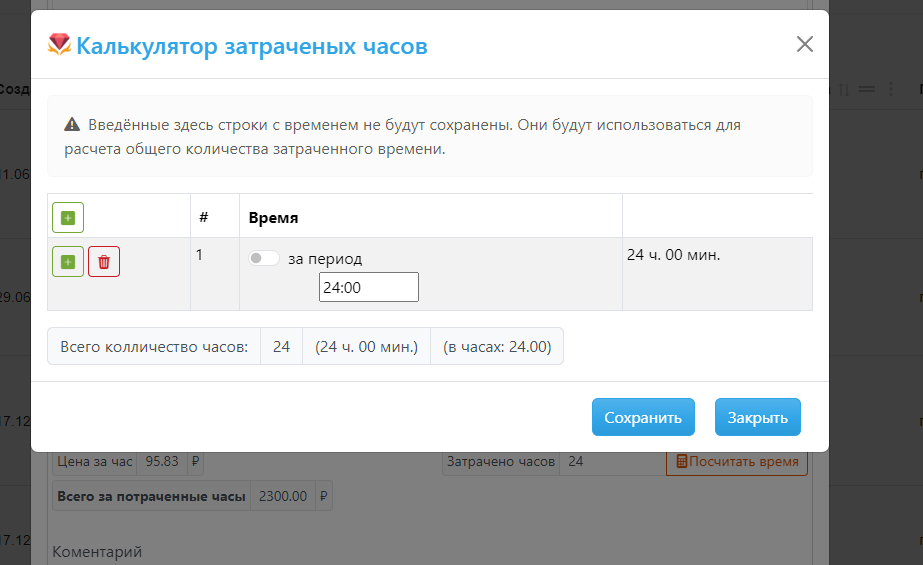 Калькулятор затраченых часов
Созд
Введённые здесь строки с временем не будут сохранены. Они будут использоваться для
расчета общего количества затраченного времени.
1.06
# Время
1 за период 24 ч. 00 мин.
24:00
29.06
Всего колличество часов: 24 (24 ч. 00 мин.) (в часах: 24.00)
Сохранить Закрыть
17.12
Цена за час 95.83 ₽ Затрачено часов 24 Посчитать время
Всего за потраченные часы 2300.00 ₽
17.12
Коментарий